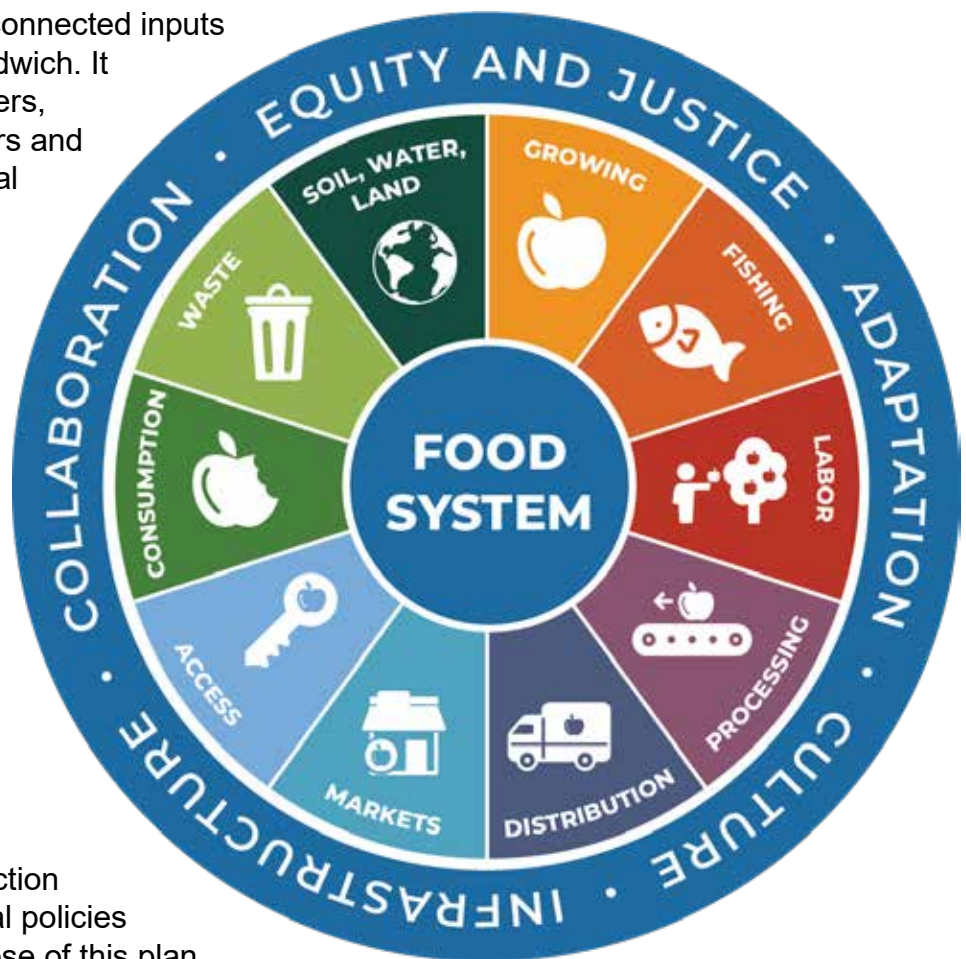 connected inputs
dwich. It
ers,
rs and
al
EQUITY AND JUSTICE • ADAPTATION • CULTURE • INFRASTRUCTURE • COLLABORATION •
SOIL, WATER,
LAND
GROWING
FISHING
LABOR
PROCESSING
DISTRIBUTION
MARKETS
ACCESS
CONSUMPTION
WASTE
FOOD
SYSTEM
ction
al policies
ose of this plan